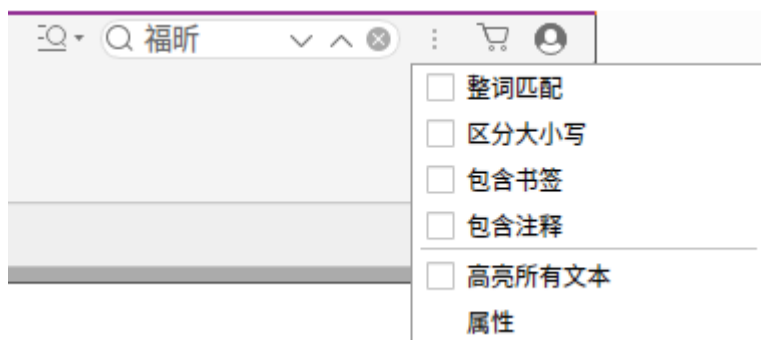 福昕
整词匹配
区分大小写
包含书签
包含注释
高亮所有文本
属性